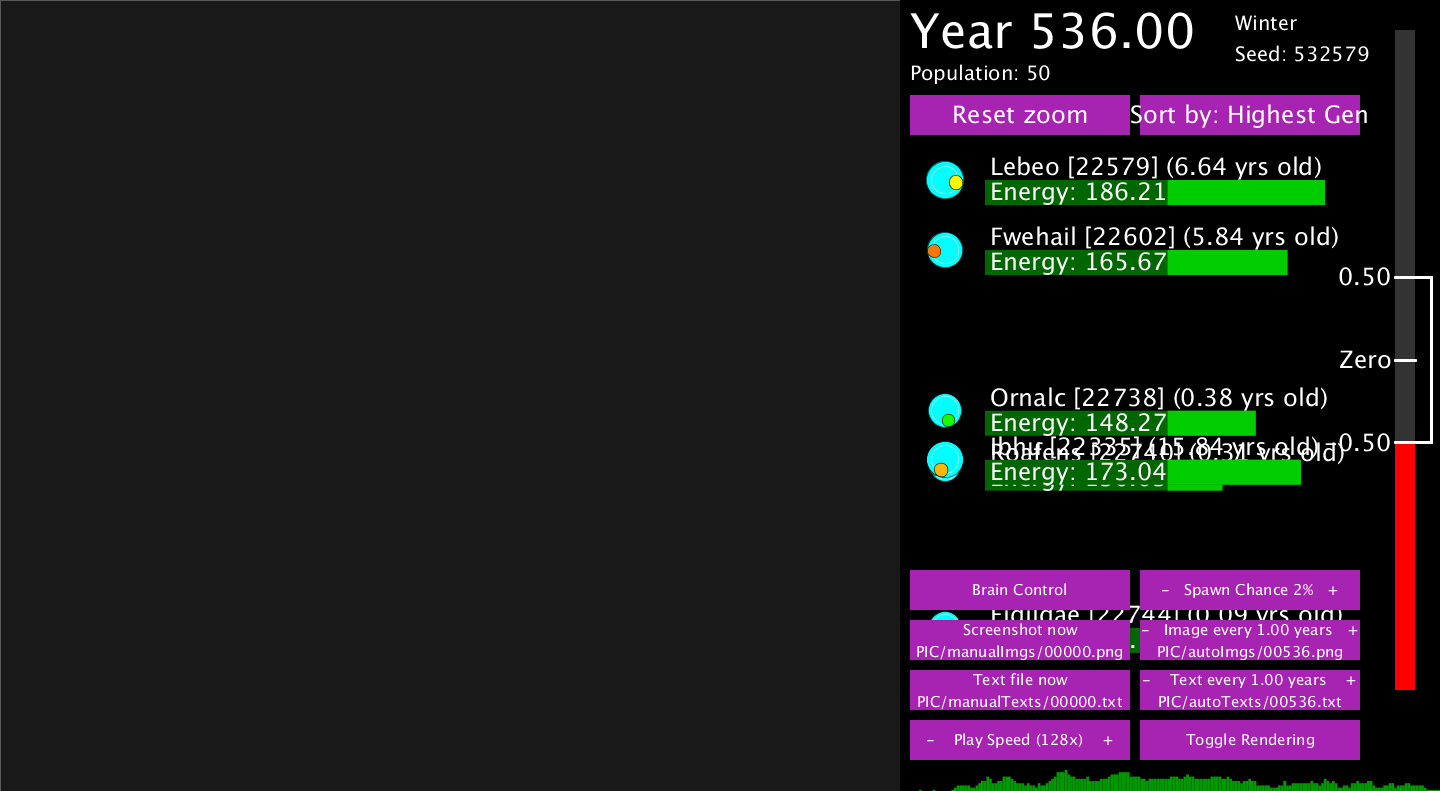 Year 536.00
Winter
Seed: 532579
Population: 50
Reset zoom
Sort by: Highest Gen
Lebeo [22579] (6.64 yrs old)
Energy: 186.21
Fwehail [22602] (5.84 yrs old)
Energy: 165.67
0.50
Zero
Ornalc [22738] (0.38 yrs old)
Energy: 148.27
-0.50
[22335] (15.84 yrs old)
[22740] (0.31 yrs old)
Energy: 173.04
Brain Control
- Spawn Chance 2% +
[22744] (0.09 yrs old)
Screenshot now
PIC/manualImgs/00000.png
- Image every 1.00 years +
PIC/autoImgs/00536.png
Text file now
PIC/manualTexts/00000.txt
- Text every 1.00 years +
PIC/autoTexts/00536.txt
- Play Speed (128x) +
Toggle Rendering